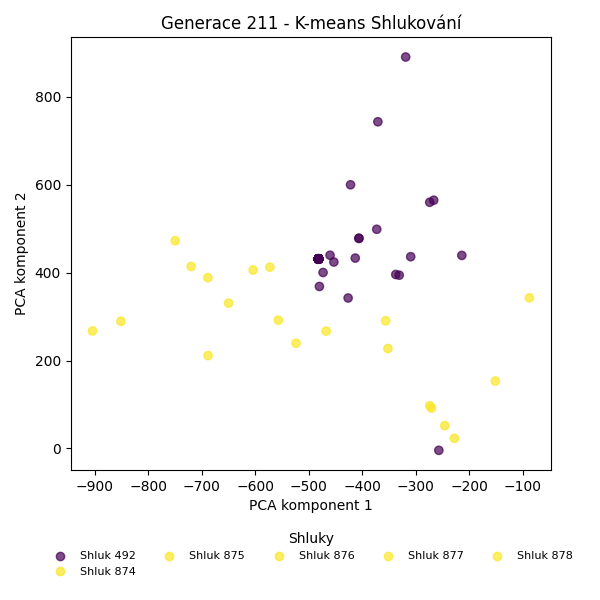 Generace 211 - K-means Shlukování
PCA komponent 2
800
600
400
200
0
−900 −800 −700 −600 −500 −400 −300 −200 −100
PCA komponent 1
Shluky
Shluk 492 Shluk 875 Shluk 876 Shluk 877 Shluk 878
Shluk 874